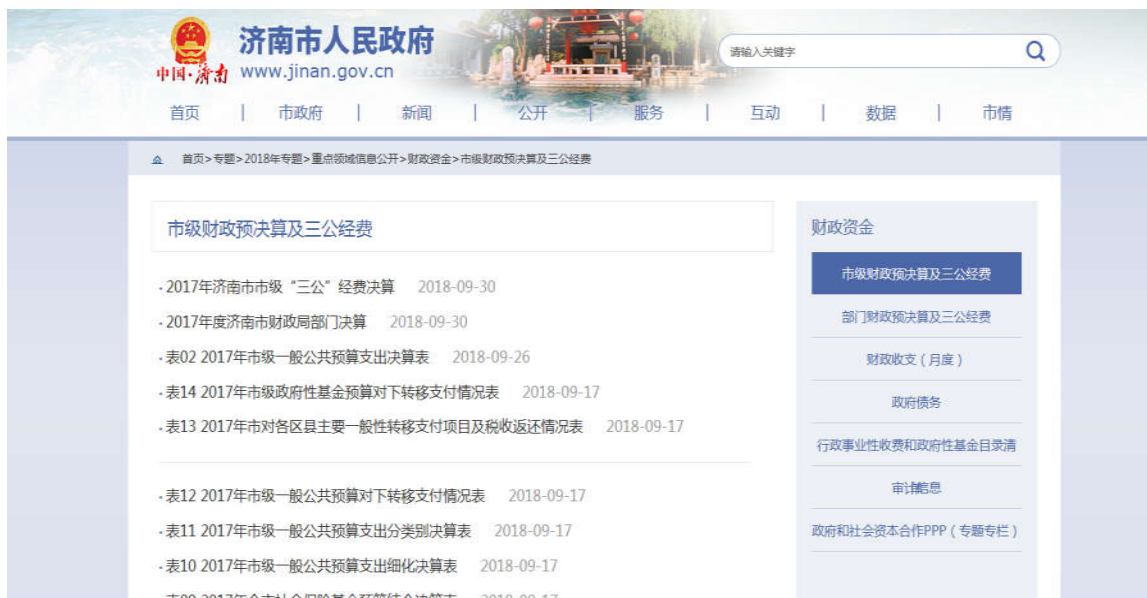 济南市人民政府
中国·济南 www.jinan.gov.cn
请输入关键字
首页 | 市政府 | 新闻 | 公开 | 服务 | 互动 | 数据 | 市情
首页>专题>2018年专题>重点领域信息公开>财政资金>市级财政预决算及三公经费
市级财政预决算及三公经费
·2017年济南市市级“三公”经费决算 2018-09-30
·2017年度济南市财政局部门决算 2018-09-30
·表02 2017年市级一般公共预算支出决算表 2018-09-26
·表14 2017年市级政府性基金预算对下转移支付情况表 2018-09-17
·表13 2017年市对各区县主要一般性转移支付项目及税收返还情况表 2018-09-17
·表12 2017年市级一般公共预算对下转移支付情况表 2018-09-17
·表11 2017年市级一般公共预算支出分类别决算表 2018-09-17
·表10 2017年市级一般公共预算支出细化决算表 2018-09-17
财政资金
市级财政预决算及三公经费
部门财政预决算及三公经费
财政收支（月度）
政府债务
行政事业性收费和政府性基金目录清
审计信息
政府和社会资本合作PPP（专题专栏）